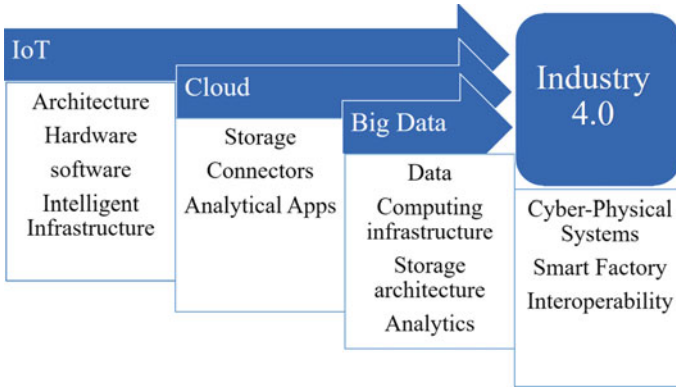 IoT
Architecture
Hardware
software
Intelligent
Infrastructure
Cloud
Storage
Connectors
Analytical Apps
Big Data
Data
Computing
infrastructure
Storage
architecture
Analytics
Industry
4.0
Cyber-Physical
Systems
Smart Factory
Interoperability